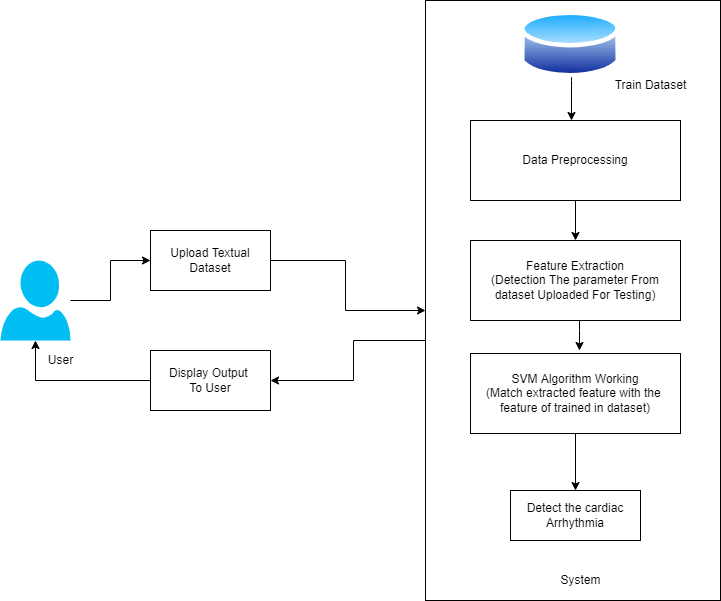 Train Dataset
Data Preprocessing
Upload Textual
Dataset
Feature Extraction
(Detection The parameter From
dataset Uploaded For Testing)
User
Display Output
To User
SVM Algorithm Working
(Match extracted feature with the
feature of trained in dataset)
Detect the cardiac
Arrhythmia
System